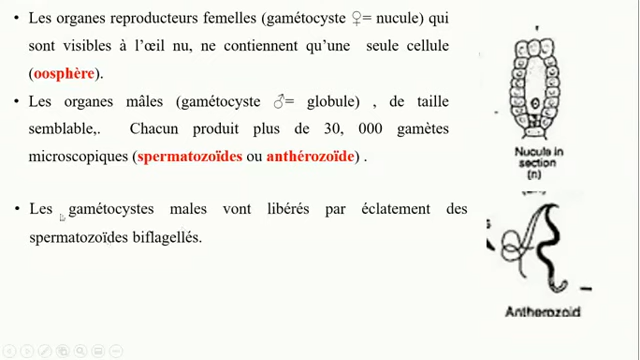 • Les organes reproducteurs femelles (gamétocyste ♀= nucule) qui
sont visibles à l’œil nu, ne contiennent qu’une seule cellule
(oosphère).
• Les organes mâles (gamétocyste ♂= globule) , de taille
semblable,. Chacun produit plus de 30, 000 gamètes
microscopiques (spermatozoïdes ou anthérozoïde) .
• Les gamétocystes males vont libérés par éclatement des
spermatozoïdes biflagellés.
Nucule in
section
(n)
Antherozoid